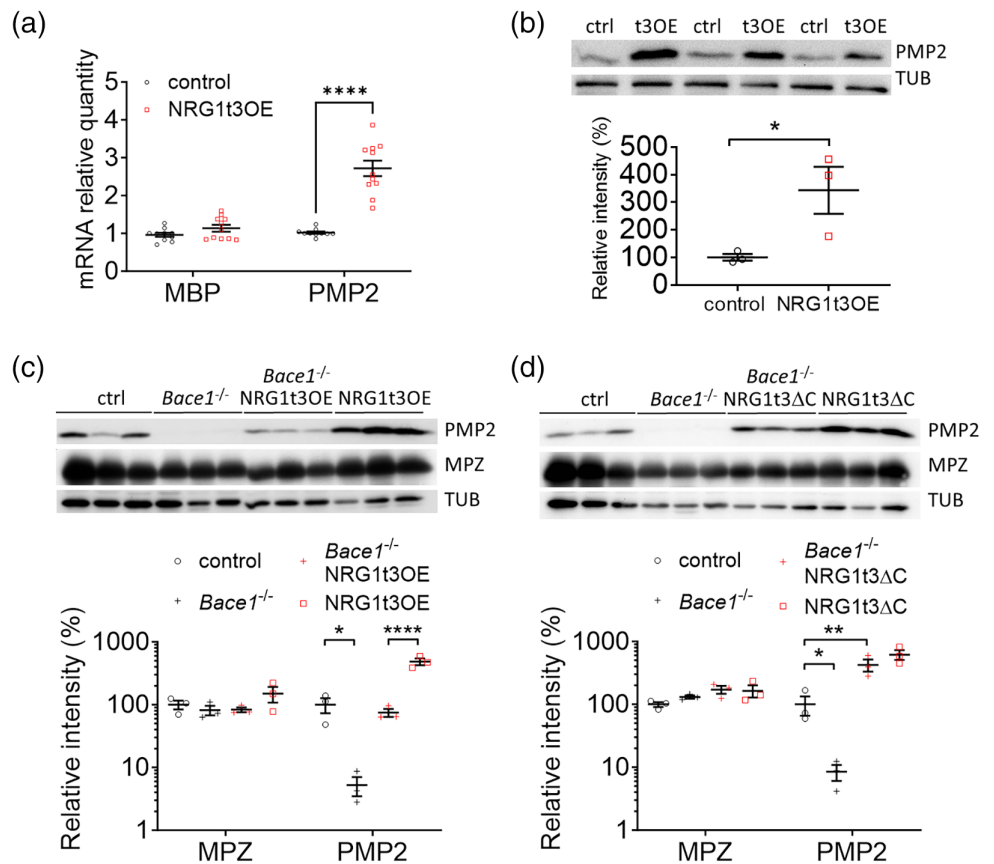 (a)
mRNA relative quantity
5
4
3
2
1
0
control
NRG1t3OE
****
MBP PMP2
(b)
ctrl t3OE ctrl t3OE ctrl t3OE
PMP2
TUB
Relative intensity (%)
500
400
300
200
100
0
*
control NRG1t3OE
(c)
ctrl Bace1-/- Bace1-/- NRG1t3OE NRG1t3OE
PMP2
MPZ
TUB
control
Bace1-/-
Bace1-/- NRG1t3OE
NRG1t3OE
Relative intensity (%)
1000
100
10
1
* ****
MPZ PMP2
(d)
ctrl Bace1-/- Bace1-/- NRG1t3ΔC NRG1t3ΔC
PMP2
MPZ
TUB
control
Bace1-/-
Bace1-/- NRG1t3ΔC
NRG1t3ΔC
Relative intensity (%)
1000
100
10
1
**
*
MPZ PMP2